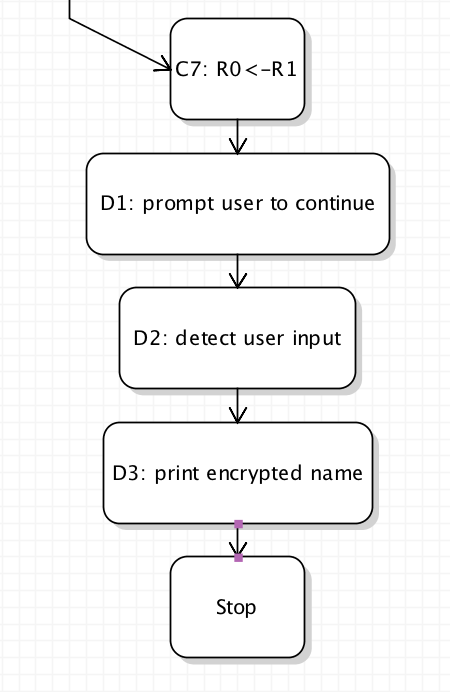 C7: R0<-R1
D1: prompt user to continue
D2: detect user input
D3: print encrypted name
Stop